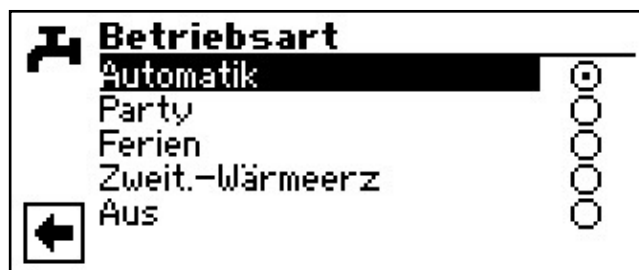 Betriebsart
Automatik
Party
Ferien
Zweit.-Wärmeerz
Aus